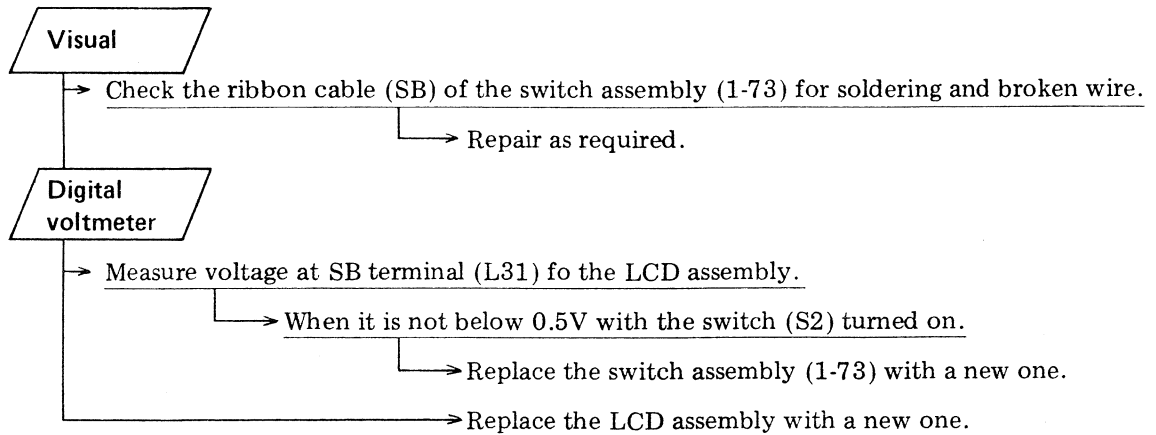 Visual
Check the ribbon cable (SB) of the switch assembly (1-73) for soldering and broken wire.
Repair as required.
Digital
voltmeter
Measure voltage at SB terminal (L31) fo the LCD assembly.
When it is not below 0.5V with the switch (S2) turned on.
Replace the switch assembly (1-73) with a new one.
Replace the LCD assembly with a new one.